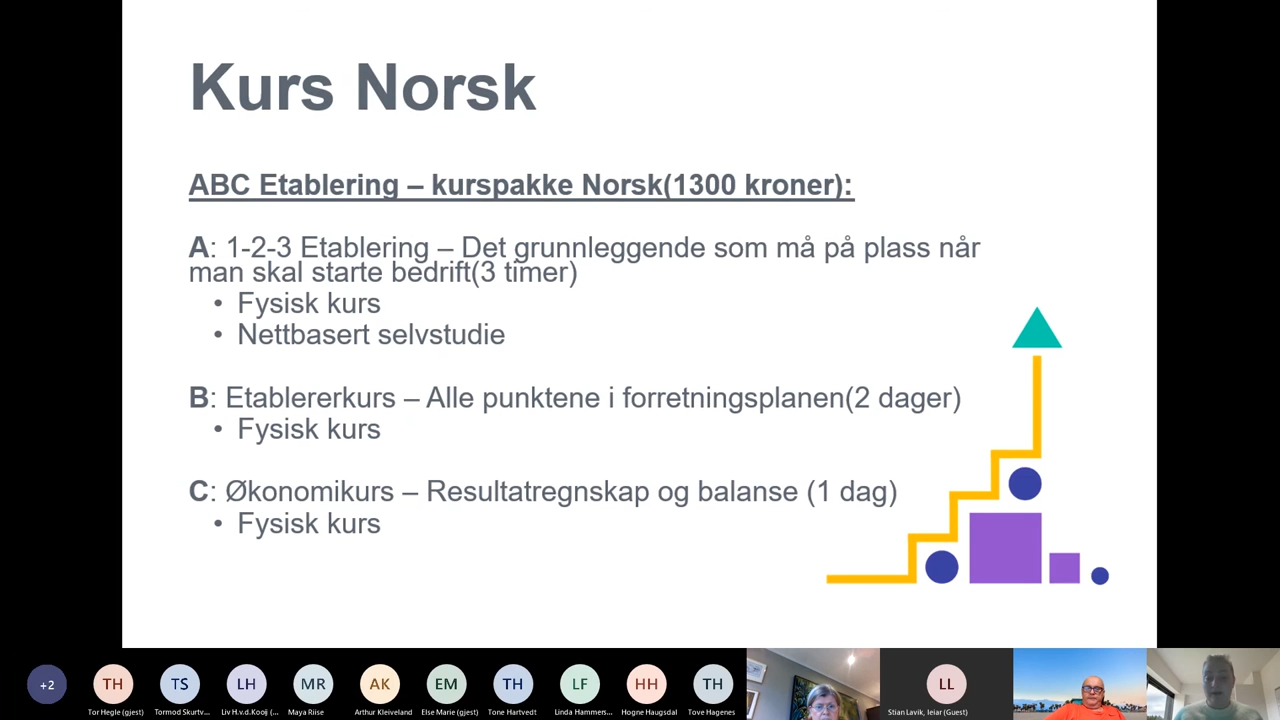 Kurs Norsk
ABC Etablering – kurspakke Norsk(1300 kroner):
A: 1-2-3 Etablering – Det grunnleggende som må på plass når
man skal starte bedrift(3 timer)
• Fysisk kurs
• Nettbasert selvstudie
B: Etablererkurs – Alle punktene i forretningsplanen(2 dager)
• Fysisk kurs
C: Økonomikurs – Resultatregnskap og balanse (1 dag)
• Fysisk kurs
+2
TH
TS
LH
MR
AK
EM
TH
LF
HH
TH
LL
Tor Hegle (gjest)
Tormod Skurtv...
Liv H.v.d.Kooij (...
Maya Riise
Arthur Kleiveland
Else Marie (gjest)
Tone Hartvedt
Linda Hammers...
Hogne Haugsdal
Tove Hagenes
Stian Lavik, leiar (Guest)